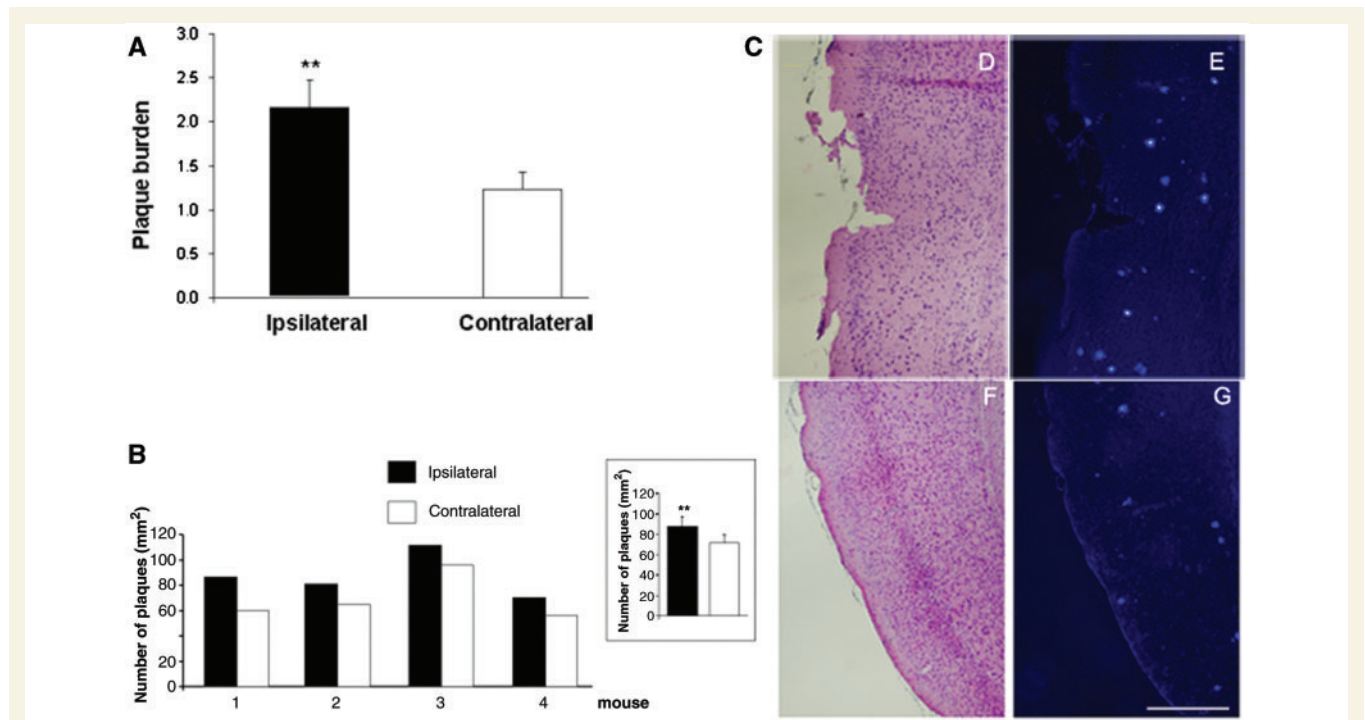 A
3.0
2.5
2.0
1.5
1.0
0.5
0.0
Plaque burden
**
Ipsilateral
Contralateral
B
Ipsilateral
Contralateral
Number of plaques (mm²)
120
100
80
60
40
20
0
1 2 3 4 mouse
Number of plaques (mm²)
120
100
80
60
40
20
0
**
C
D
E
F
G